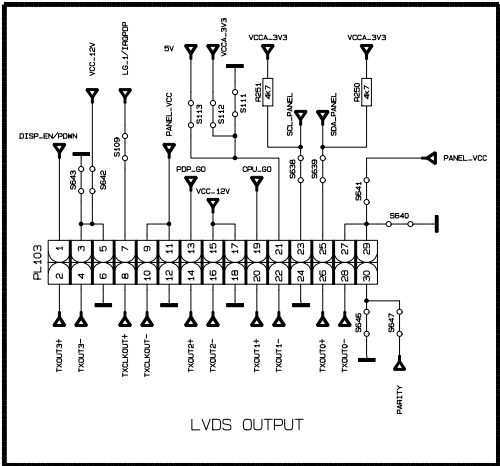 VCC_12V
LG_1/IRQPDP
5V
VCCA_3V3
VCCA_3V3
VCCA_3V3
S113
S112
S111
R251
4K7
R250
4K7
SCL_PANEL
SDA_PANEL
DISP_EN/PDWN
S109
PANEL_VCC
PANEL_VCC
S643
S642
PDP_GO
CPU_GO
VCC_12V
S638
S639
S641
S640
PL103
1 3 5 7 9 11 13 15 17 19 21 23 25 27 29
2 4 6 8 10 12 14 16 18 20 22 24 26 28 30
TXOUT3+
TXOUT3-
TXCLKOUT+
TXCLKOUT-
TXOUT2+
TXOUT2-
TXOUT1+
TXOUT1-
TXOUT0+
TXOUT0-
S646
S647
PARITY
LVDS OUTPUT